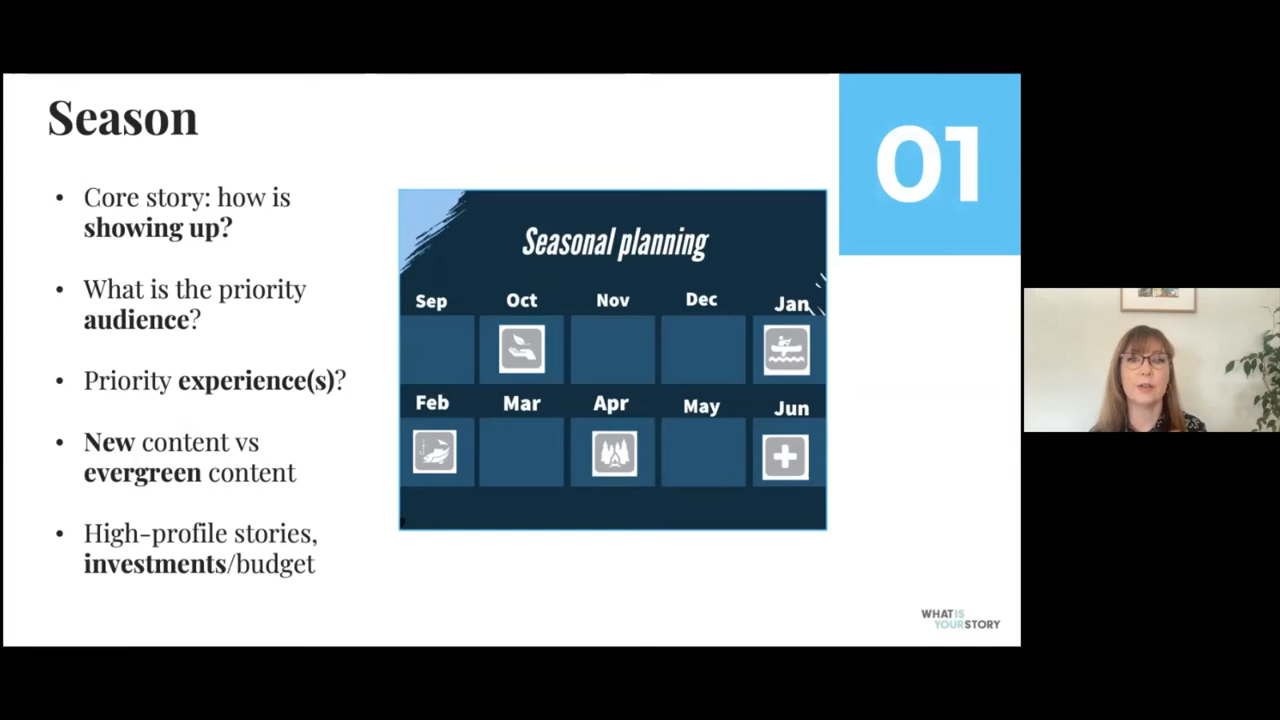 Season
01
• Core story: how is
showing up?
• What is the priority
audience?
• Priority experience(s)?
• New content vs
evergreen content
• High-profile stories,
investments/budget
Seasonal planning
Sep Oct Nov Dec Jan
Feb Mar Apr May Jun
WHAT IS
YOUR STORY